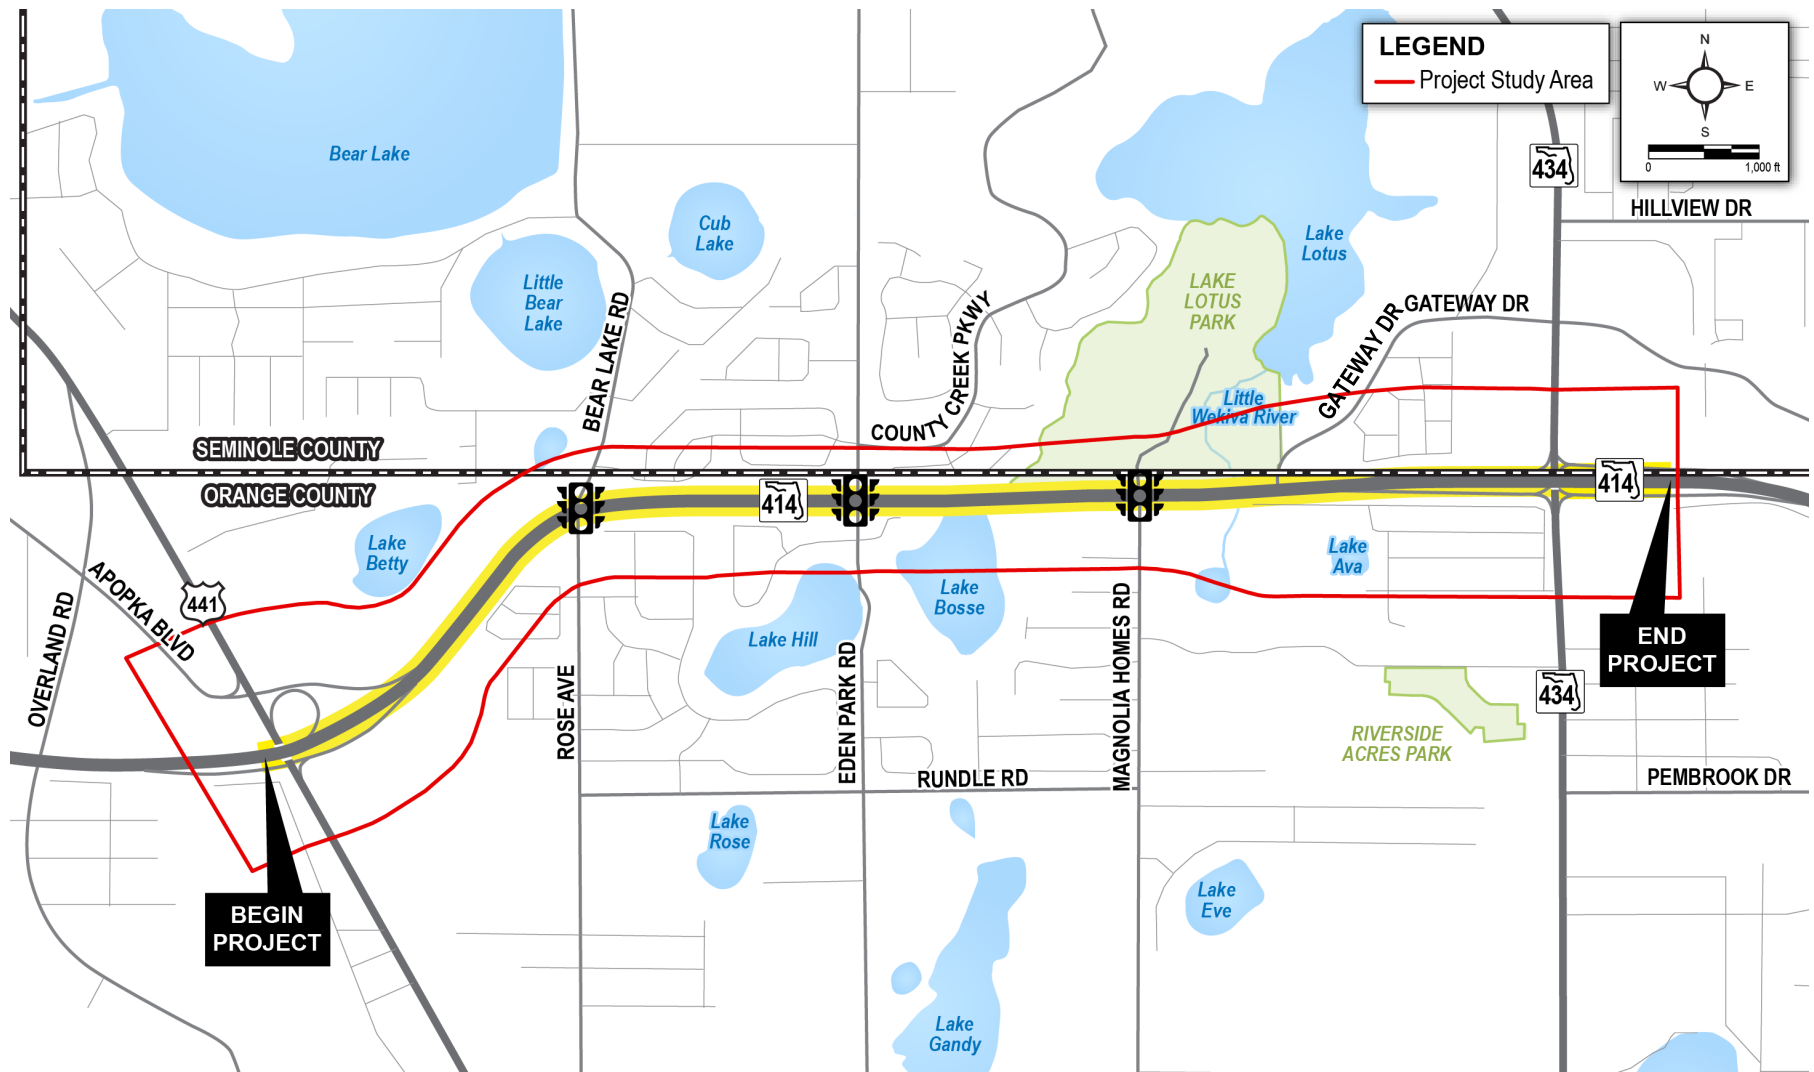 LEGEND
Project Study Area
N
W
E
S
0
1,000 ft
434
HILLVIEW DR
Bear Lake
Cub
Lake
Little
Bear
Lake
Lake
Lotus
LAKE
LOTUS
PARK
BEAR LAKE RD
COUNTY CREEK PKWY
GATEWAY DR
GATEWAY DR
Little
Wekiva River
SEMINOLE COUNTY
ORANGE COUNTY
414
414
Lake
Betty
Lake
Ava
Lake
Bosse
Lake Hill
441
APOPKA BLVD
OVERLAND RD
ROSE AVE
EDEN PARK RD
MAGNOLIA HOMES RD
END
PROJECT
434
RIVERSIDE
ACRES PARK
RUNDLE RD
PEMBROOK DR
Lake
Rose
Lake
Eve
BEGIN
PROJECT
Lake
Gandy